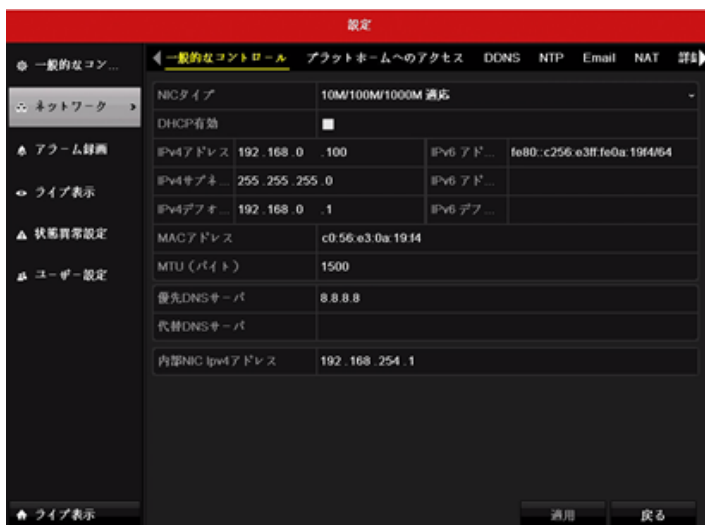 設定
一般的なコン...
ネットワーク
アラーム録画
ライブ表示
状態異常設定
ユーザー設定
一般的なコントロール プラットホームへのアクセス DDNS NTP Email NAT 詳細
NICタイプ 10M/100M/1000M 適応
DHCP有効
IPv4アドレス 192.168.0.100 IPv6 アド... fe80::c256:e3ff:fe0a:19f4/64
IPv4サブネ... 255.255.255.0 IPv6 アド...
IPv4デフォ... 192.168.0.1 IPv6 デフ...
MACアドレス c0:56:e3:0a:19:f4
MTU(バイト) 1500
優先DNSサーバ 8.8.8.8
代替DNSサーバ
内部NIC Ipv4アドレス 192.168.254.1
ライブ表示 適用 戻る